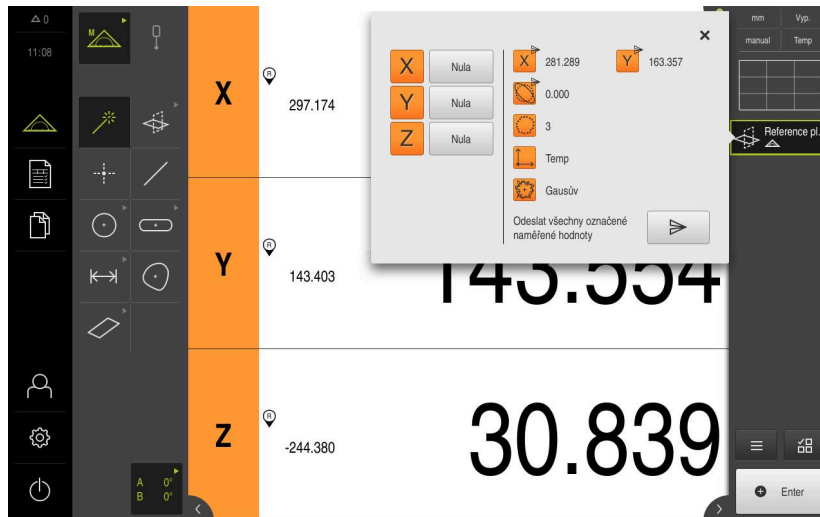 0
11:08
M
X
R
297.174
Y
R
143.403
143.554
Z
R
-244.380
30.839
A 0°
B 0°
X Nula
Y Nula
Z Nula
X 281.289 Y 163.357
0.000
3
Temp
Gausův
Odeslat všechny označené
naměřené hodnoty
mm Vyp.
manual Temp
Reference pl.
Enter